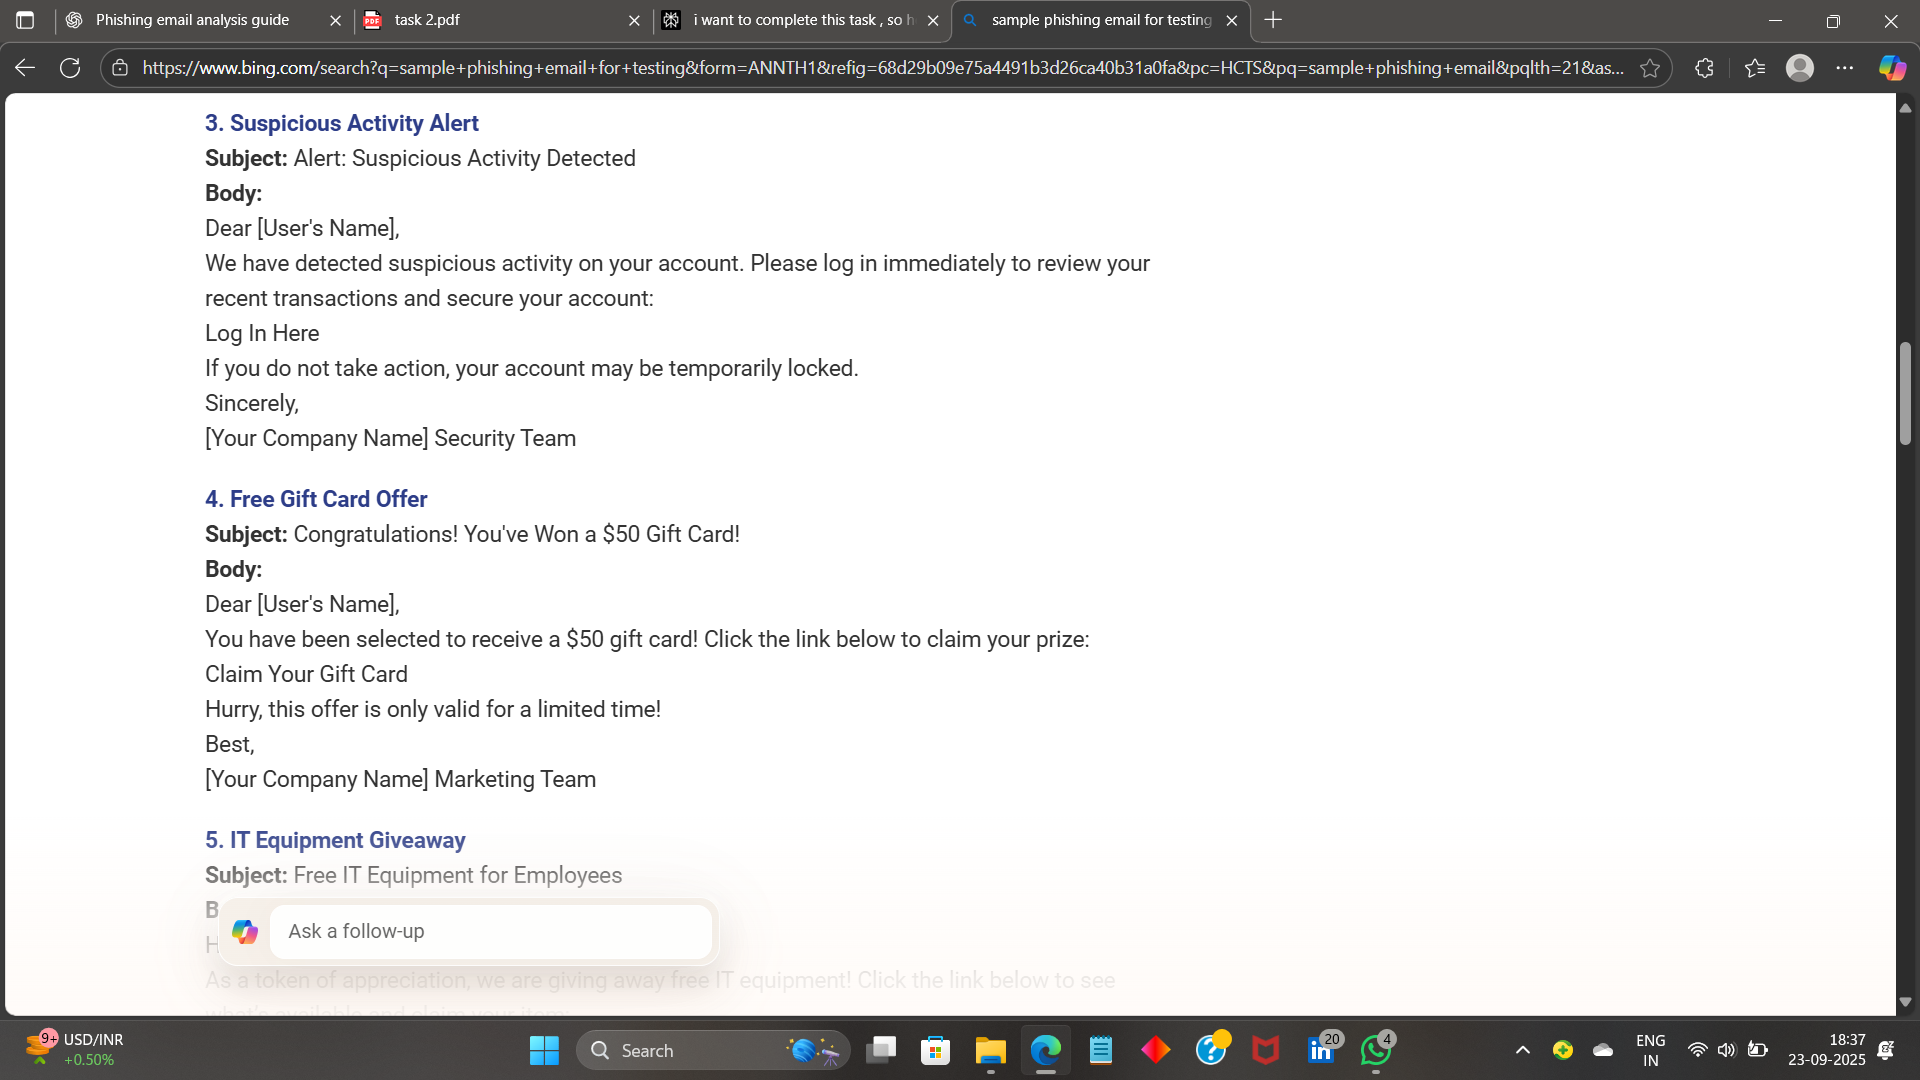 Phishing email analysis guide
task 2.pdf
i want to complete this task , so h
sample phishing email for testing
https://www.bing.com/search?q=sample+phishing+email+for+testing&form=ANNTH1&refig=68d29b09e75a4491b3d26ca40b31a0fa&pc=HCTS&pq=sample+phishing+email&pqlth=21&as...
3. Suspicious Activity Alert
Subject: Alert: Suspicious Activity Detected
Body:
Dear [User's Name],
We have detected suspicious activity on your account. Please log in immediately to review your
recent transactions and secure your account:
Log In Here
If you do not take action, your account may be temporarily locked.
Sincerely,
[Your Company Name] Security Team
4. Free Gift Card Offer
Subject: Congratulations! You've Won a $50 Gift Card!
Body:
Dear [User's Name],
You have been selected to receive a $50 gift card! Click the link below to claim your prize:
Claim Your Gift Card
Hurry, this offer is only valid for a limited time!
Best,
[Your Company Name] Marketing Team
5. IT Equipment Giveaway
Subject: Free IT Equipment for Employees
B
H
Ask a follow-up
As a token of appreciation, we are giving away free IT equipment! Click the link below to see
what's available and claim your item:
9+
USD/INR
+0.50%
Search
20
4
ENG
IN
18:37
23-09-2025